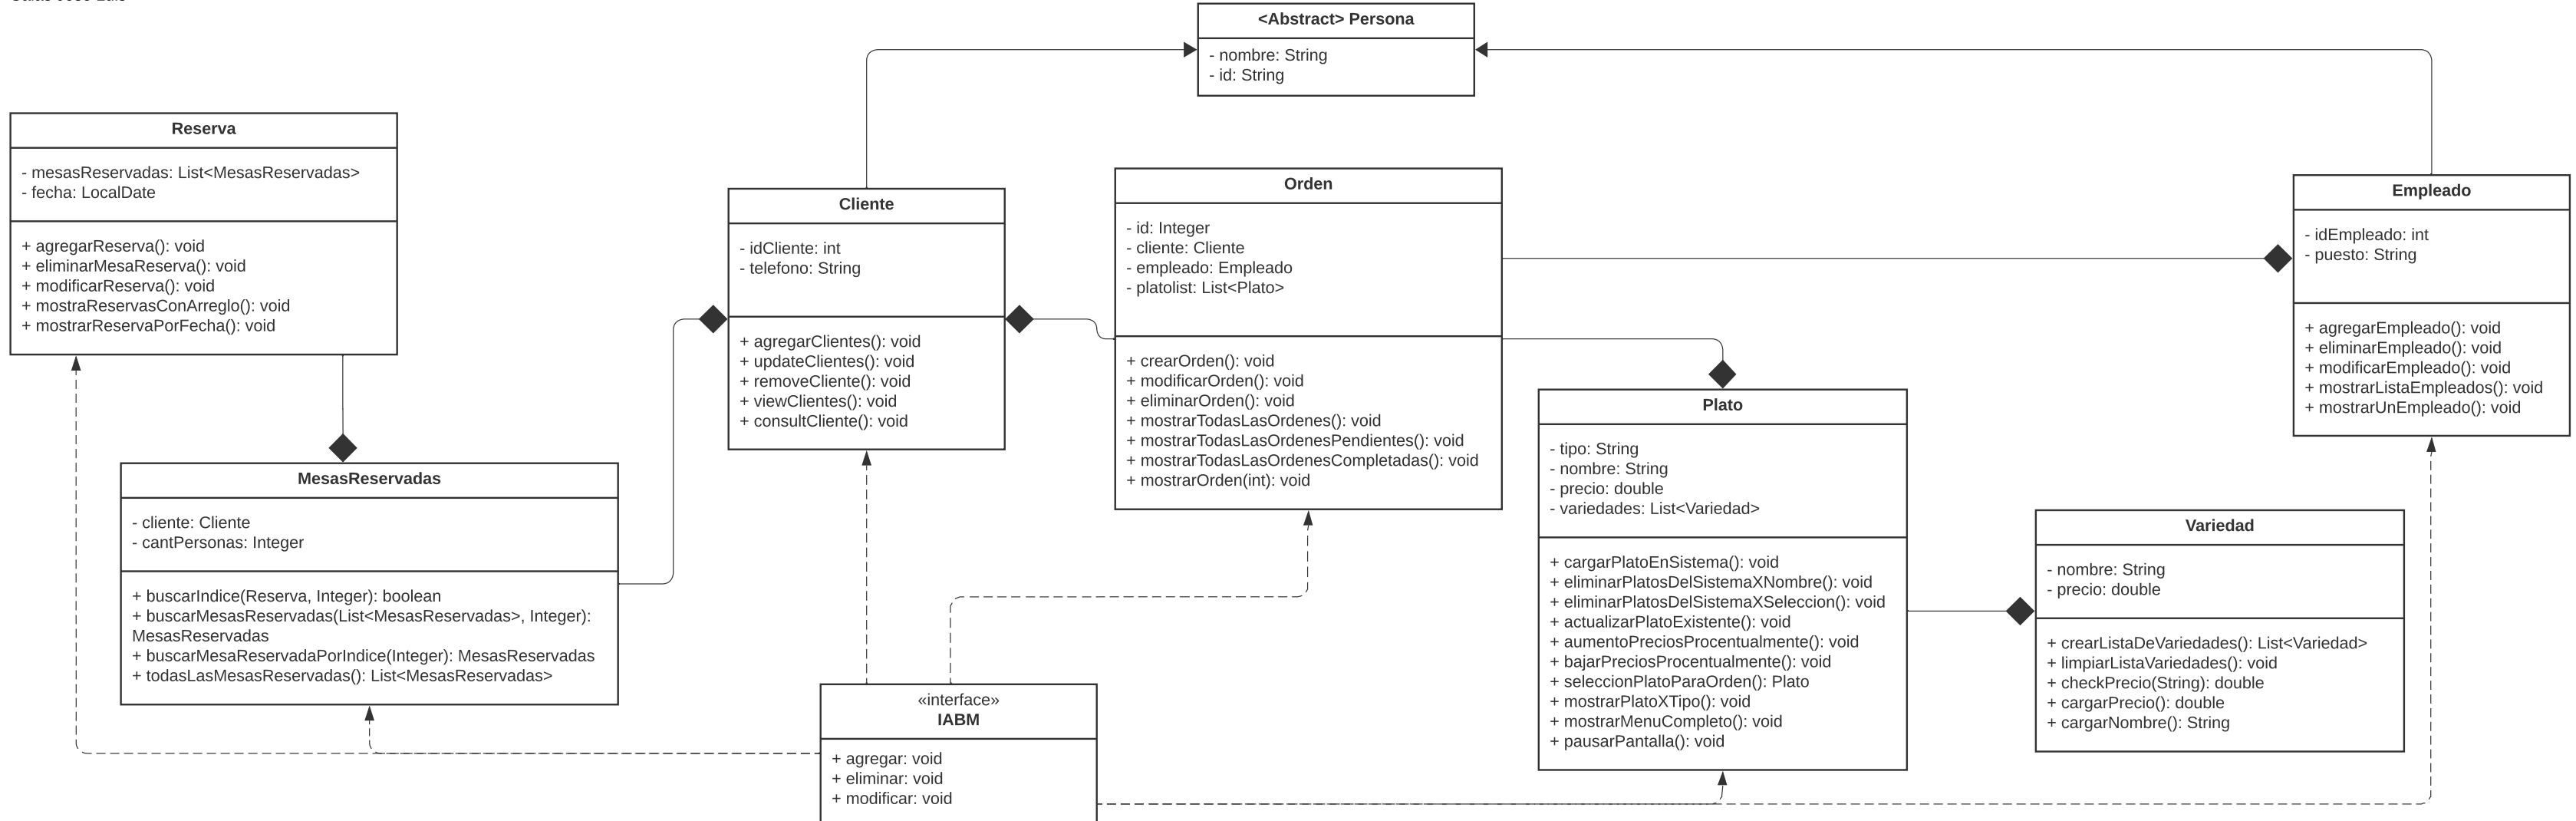 <Abstract> Persona
- nombre: String
- id: String
Reserva
- mesasReservadas: List<MesasReservadas>
- fecha: LocalDate
+ agregarReserva(): void
+ eliminarMesaReserva(): void
+ modificarReserva(): void
+ mostraReservasConArreglo(): void
+ mostrarReservaPorFecha(): void
Cliente
- idCliente: int
- telefono: String
+ agregarClientes(): void
+ updateClientes(): void
+ removeCliente(): void
+ viewClientes(): void
+ consultCliente(): void
Orden
- id: Integer
- cliente: Cliente
- empleado: Empleado
- platolist: List<Plato>
+ crearOrden(): void
+ modificarOrden(): void
+ eliminarOrden(): void
+ mostrarTodasLasOrdenes(): void
+ mostrarTodasLasOrdenesPendientes(): void
+ mostrarTodasLasOrdenesCompletadas(): void
+ mostrarOrden(int): void
Empleado
- idEmpleado: int
- puesto: String
+ agregarEmpleado(): void
+ eliminarEmpleado(): void
+ modificarEmpleado(): void
+ mostrarListaEmpleados(): void
+ mostrarUnEmpleado(): void
MesasReservadas
- cliente: Cliente
- cantPersonas: Integer
+ buscarIndice(Reserva, Integer): boolean
+ buscarMesasReservadas(List<MesasReservadas>, Integer):
MesasReservadas
+ buscarMesaReservadaPorIndice(Integer): MesasReservadas
+ todasLasMesasReservadas(): List<MesasReservadas>
Plato
- tipo: String
- nombre: String
- precio: double
- variedades: List<Variedad>
+ cargarPlatoEnSistema(): void
+ eliminarPlatosDelSistemaXNombre(): void
+ eliminarPlatosDelSistemaXSeleccion(): void
+ actualizarPlatoExistente(): void
+ aumentoPreciosProcentualmente(): void
+ bajarPreciosProcentualmente(): void
+ seleccionPlatoParaOrden(): Plato
+ mostrarPlatoXTipo(): void
+ mostrarMenuCompleto(): void
+ pausarPantalla(): void
Variedad
- nombre: String
- precio: double
+ crearListaDeVariedades(): List<Variedad>
+ limpiarListaVariedades(): void
+ checkPrecio(String): double
+ cargarPrecio(): double
+ cargarNombre(): String
«interface»
IABM
+ agregar: void
+ eliminar: void
+ modificar: void